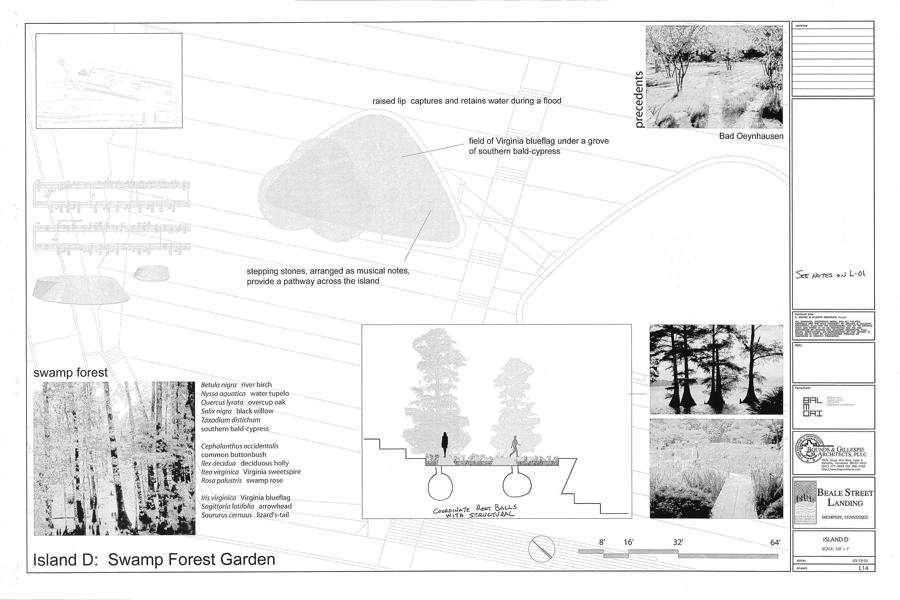 raised lip  captures and retains water during a flood
field of Virginia blueflag under a grove
of southern bald-cypress
stepping stones, arranged as musical notes,
provide a pathway across the island
precedents
Bad Oeynhausen
swamp forest
Betula nigra  river birch
Nyssa aquatica  water tupelo
Quercus lyrata  overcup oak
Salix nigra  black willow
Taxodium distichum
southern bald-cypress
Cephalanthus occidentalis
common buttonbush
Ilex decidua  deciduous holly
Itea virginica  Virginia sweetspire
Rosa palustris  swamp rose
Iris virginica  Virginia blueflag
Sagittaria latifolia  arrowhead
Saururus cernuus  lizard's-tail
COORDINATE ROOT BALLS
WITH STRUCTURAL
Island D:  Swamp Forest Garden
8' 16' 32' 64'
SEE NOTES ON L-01
BAL
M
ORI
BOUNDS & GILLESPIE
ARCHITECTS, PLLC
BEALE STREET
LANDING
MEMPHIS, TENNESSEE
ISLAND D
SCALE: 1/8" = 1'
L14